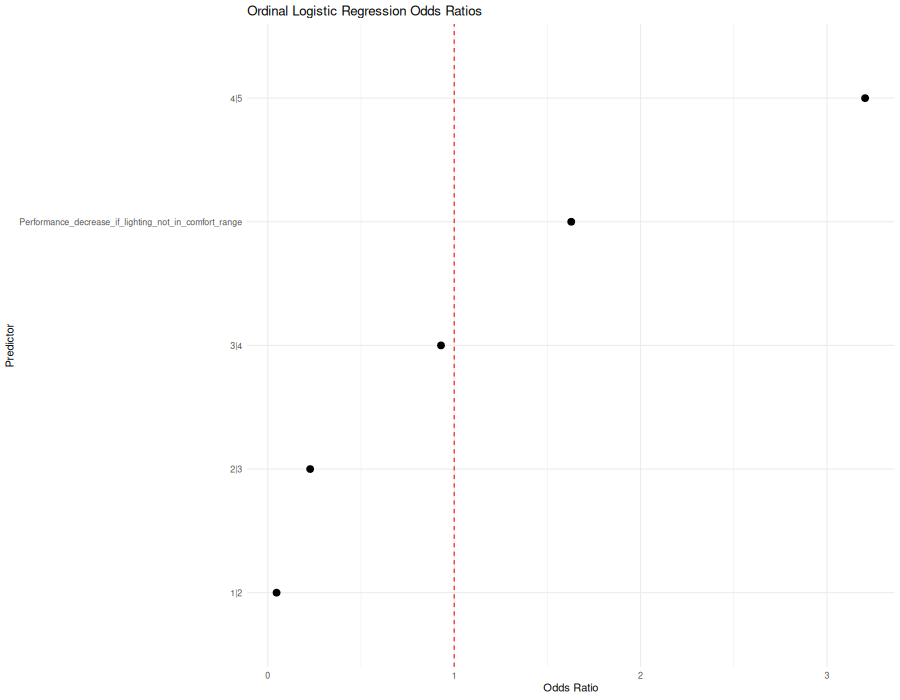 Ordinal Logistic Regression Odds Ratios
4|5
Performance_decrease_if_lighting_not_in_comfort_range
Predictor
3|4
2|3
1|2
0 1 2 3
Odds Ratio